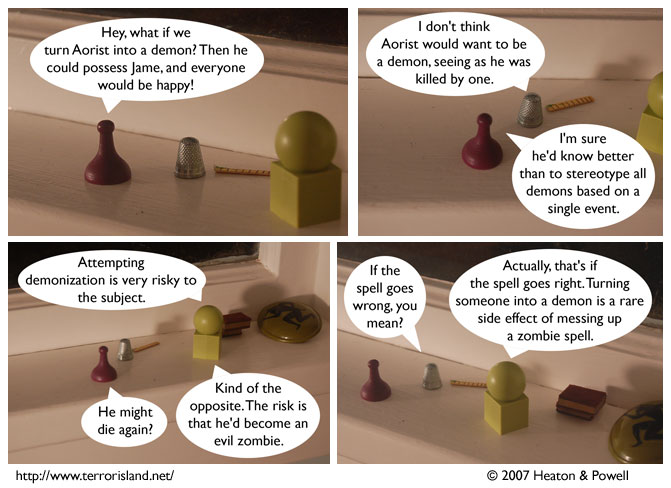 Hey, what if we
turn Aorist into a demon? Then he
could possess Jame, and everyone
would be happy!
I don't think
Aorist would want to be
a demon, seeing as he was
killed by one.
I'm sure
he'd know better
than to stereotype all
demons based on a
single event.
Attempting
demonization is very risky to
the subject.
He might
die again?
Kind of the
opposite. The risk is
that he'd become an
evil zombie.
If the
spell goes
wrong, you
mean?
Actually, that's if
the spell goes right. Turning
someone into a demon is a rare
side effect of messing up
a zombie spell.
http://www.terrorisland.net/
© 2007 Heaton & Powell